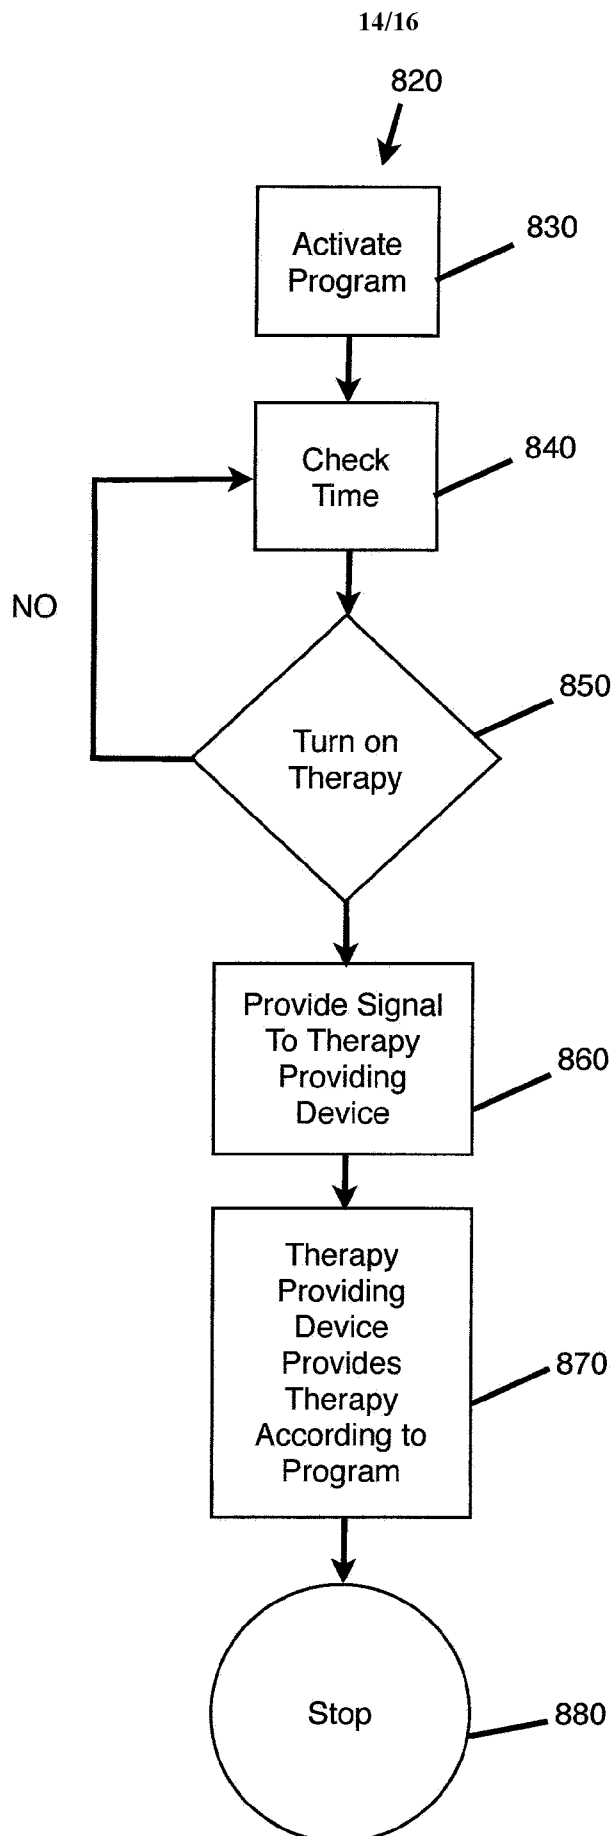 14/16
820
Activate
Program
830
Check
Time
840
NO
Turn on
Therapy
850
Provide Signal
To Therapy
Providing
Device
860
Therapy
Providing
Device
Provides
Therapy
According to
Program
870
Stop
880